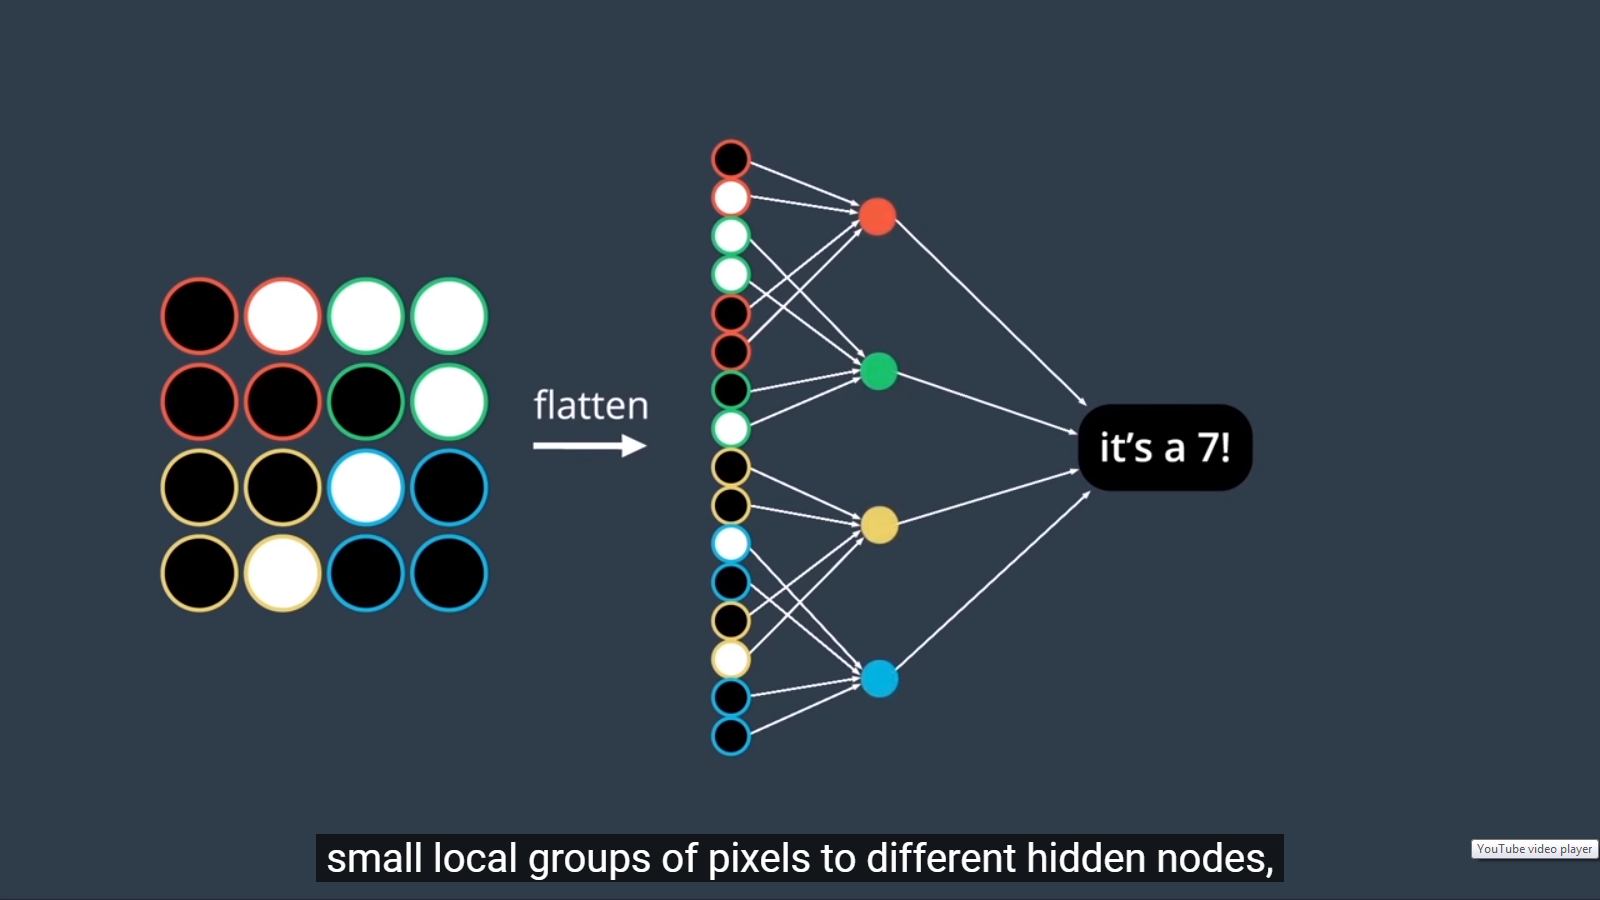 flatten
it's a 7!
small local groups of pixels to different hidden nodes,
YouTube video player